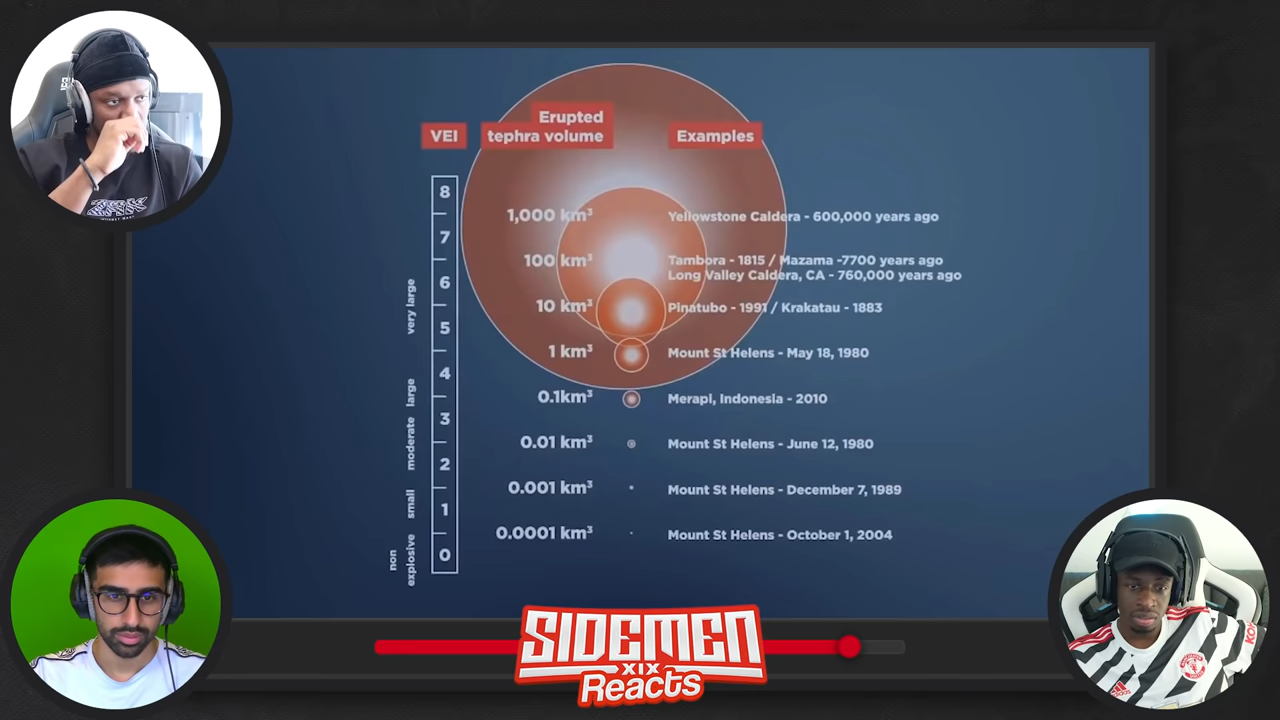 Erupted
VEI tephra volume Examples
8
1,000 km³ Yellowstone Caldera - 600,000 years ago
7
100 km³ Tambora - 1815 / Mazama -7700 years ago
Long Valley Caldera, CA - 760,000 years ago
6
10 km³ Pinatubo - 1991 / Krakatau - 1883
very large
5
1 km³ Mount St Helens - May 18, 1980
4
large
0.1km³ Merapi, Indonesia - 2010
3
moderate
0.01 km³ Mount St Helens - June 12, 1980
2
0.001 km³ Mount St Helens - December 7, 1989
small
1
0.0001 km³ Mount St Helens - October 1, 2004
non
explosive
0
SIDEMEN
XIX
Reacts